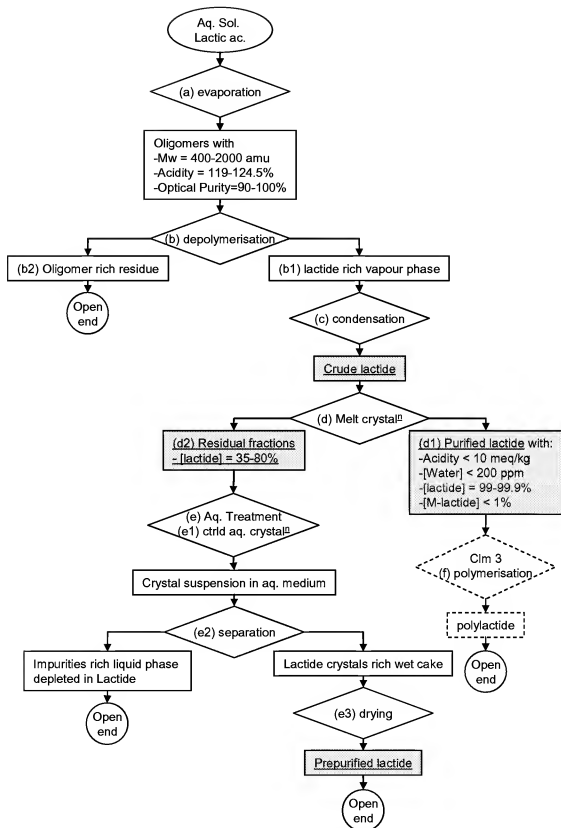 Aq. Sol.
Lactic ac.
(a) evaporation
Oligomers with
-Mw = 400-2000 amu
-Acidity = 119-124.5%
-Optical Purity=90-100%
(b) depolymerisation
(b2) Oligomer rich residue
(b1) lactide rich vapour phase
Open
end
(c) condensation
Crude lactide
(d) Melt crystalⁿ
(d2) Residual fractions
- [lactide] = 35-80%
(d1) Purified lactide with:
-Acidity < 10 meq/kg
-[Water] < 200 ppm
-[lactide] = 99-99.9%
-[M-lactide] < 1%
(e) Aq. Treatment
(e1) ctrld aq. crystalⁿ
Clm 3
(f) polymerisation
Crystal suspension in aq. medium
polylactide
(e2) separation
Open
end
Impurities rich liquid phase
depleted in Lactide
Lactide crystals rich wet cake
Open
end
(e3) drying
Prepurified lactide
Open
end